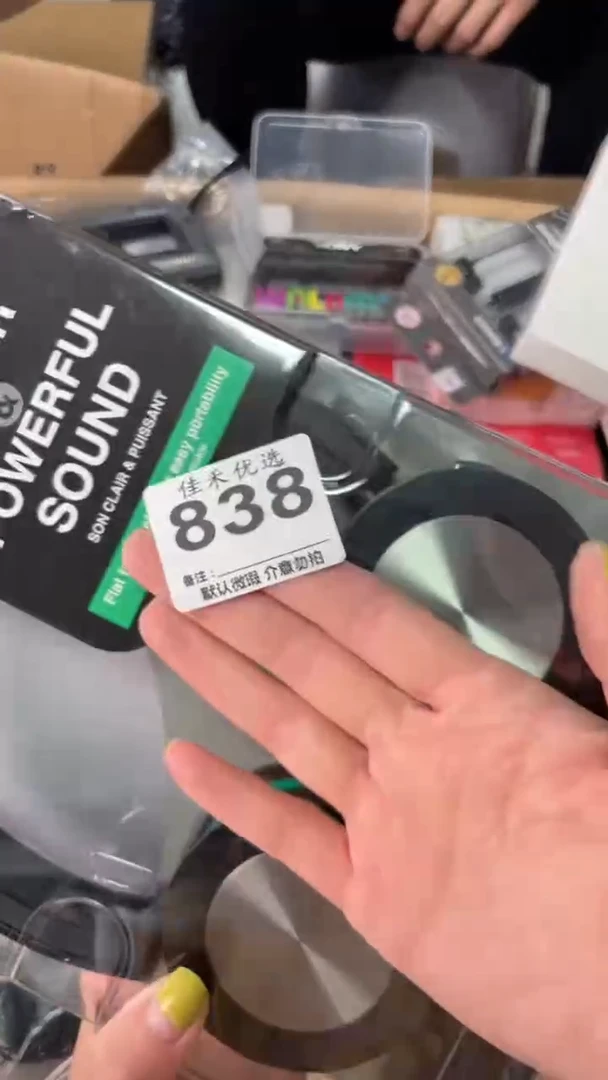 POWERFUL
SOUND
SON CLAIR & PUISSANT
easy portability
Flat
佳禾优选
838
备注:
默认微瑕 介意勿拍